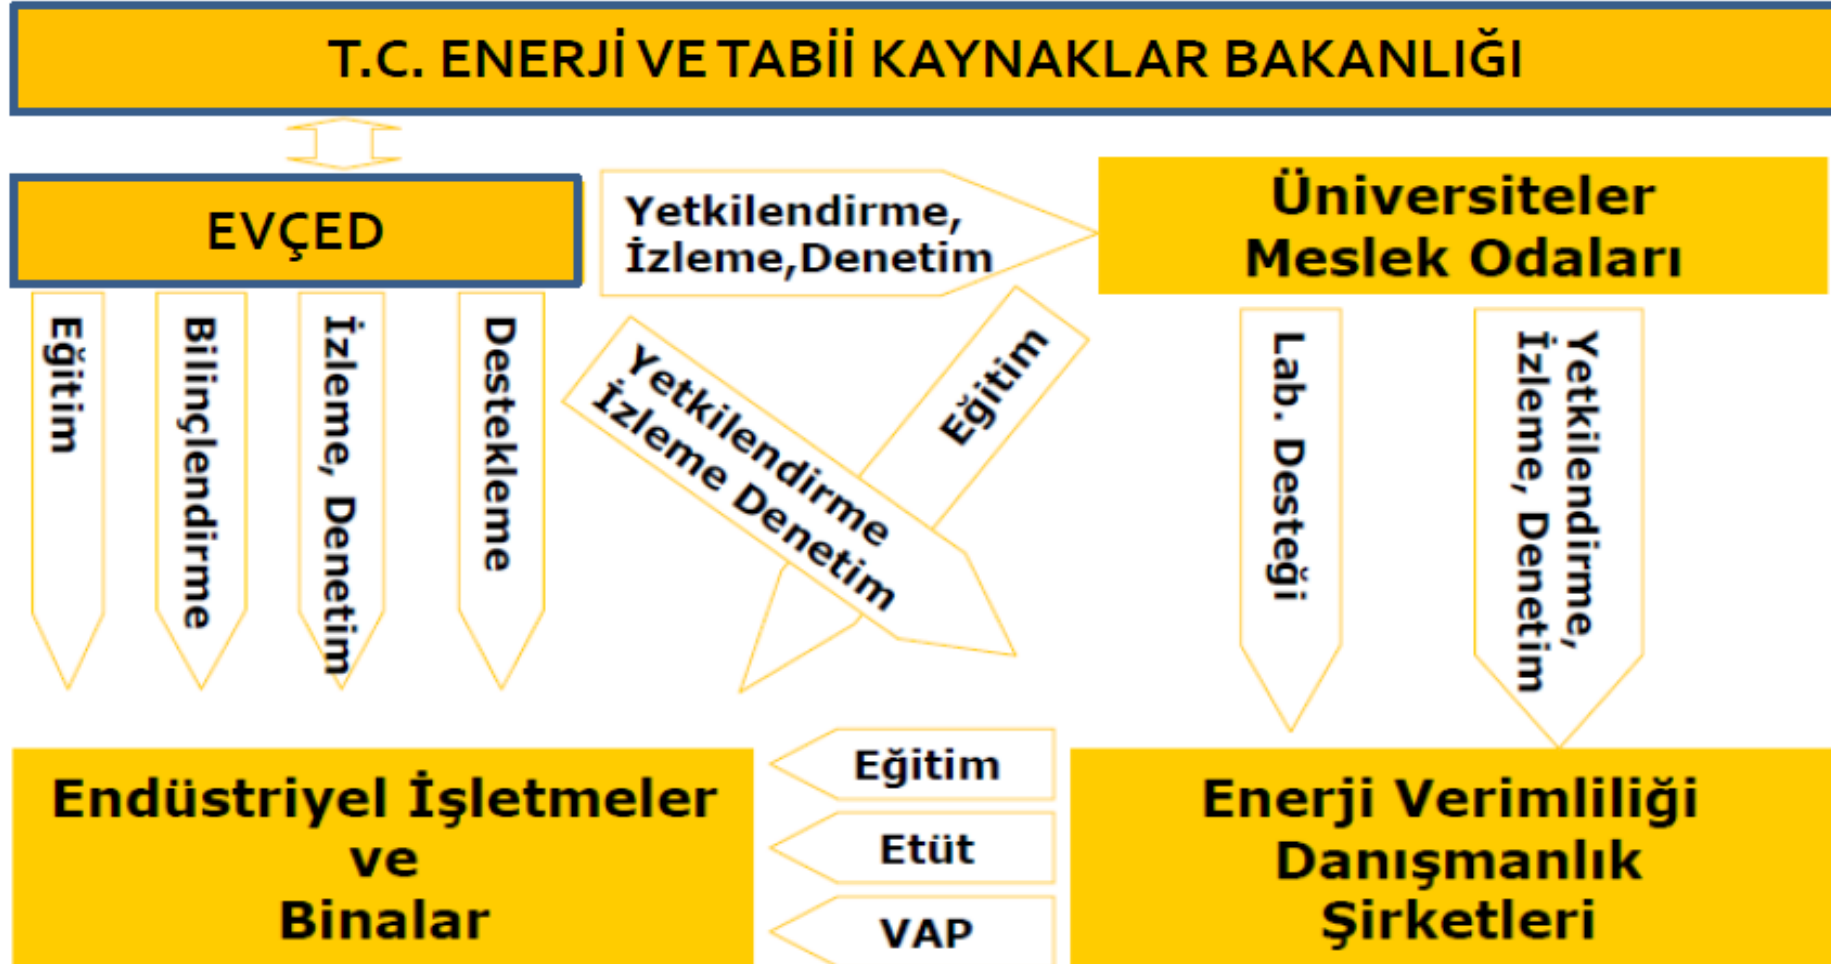 T.C. ENERJİ VE TABİİ KAYNAKLAR BAKANLIĞI
EVÇED
Yetkilendirme,
İzleme,Denetim
Üniversiteler
Meslek Odaları
Eğitim
Bilinçlendirme
İzleme, Denetim
Destekleme
Yetkilendirme
İzleme Denetim
Eğitim
Lab. Desteği
Yetkilendirme,
İzleme, Denetim
Endüstriyel İşletmeler
ve
Binalar
Eğitim
Etüt
VAP
Enerji Verimliliği
Danışmanlık
Şirketleri